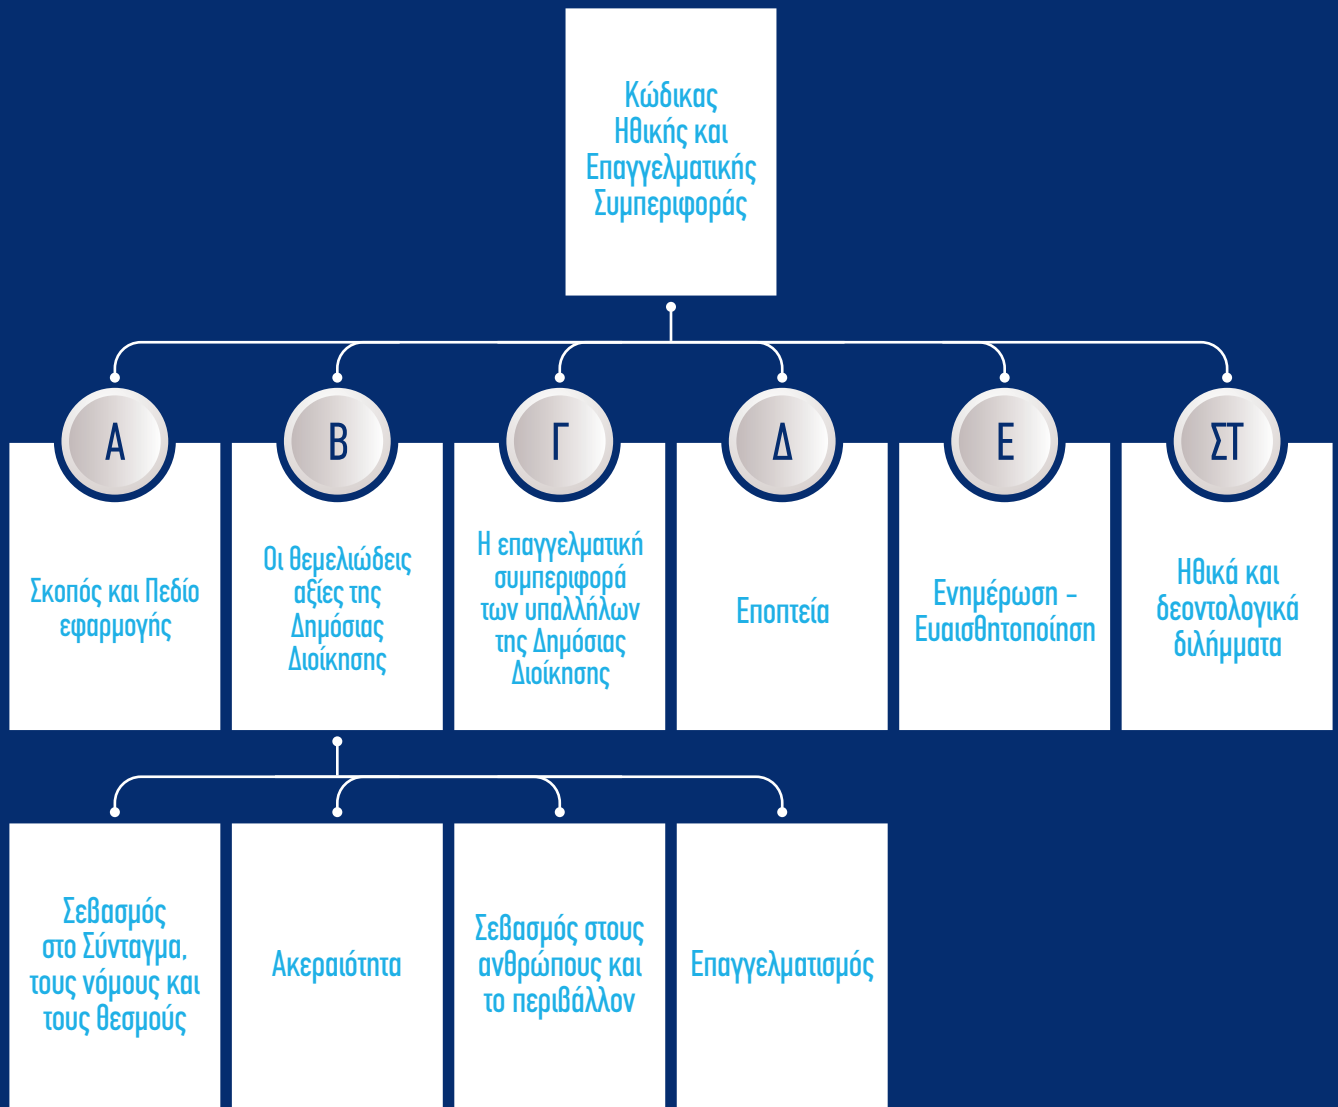 Κώδικας
Ηθικής και
Επαγγελματικής
Συμπεριφοράς
Α
Β
Γ
Δ
Ε
ΣΤ
Σκοπός και Πεδίο
εφαρμογής
Οι θεμελιώδεις
αξίες της
Δημόσιας
Διοίκησης
Η επαγγελματική
συμπεριφορά
των υπαλλήλων
της Δημόσιας
Διοίκησης
Εποπτεία
Ενημέρωση –
Ευαισθητοποίηση
Ηθικά και
δεοντολογικά
διλήμματα
Σεβασμός
στο Σύνταγμα,
τους νόμους και
τους θεσμούς
Ακεραιότητα
Σεβασμός στους
ανθρώπους και
το περιβάλλον
Επαγγελματισμός